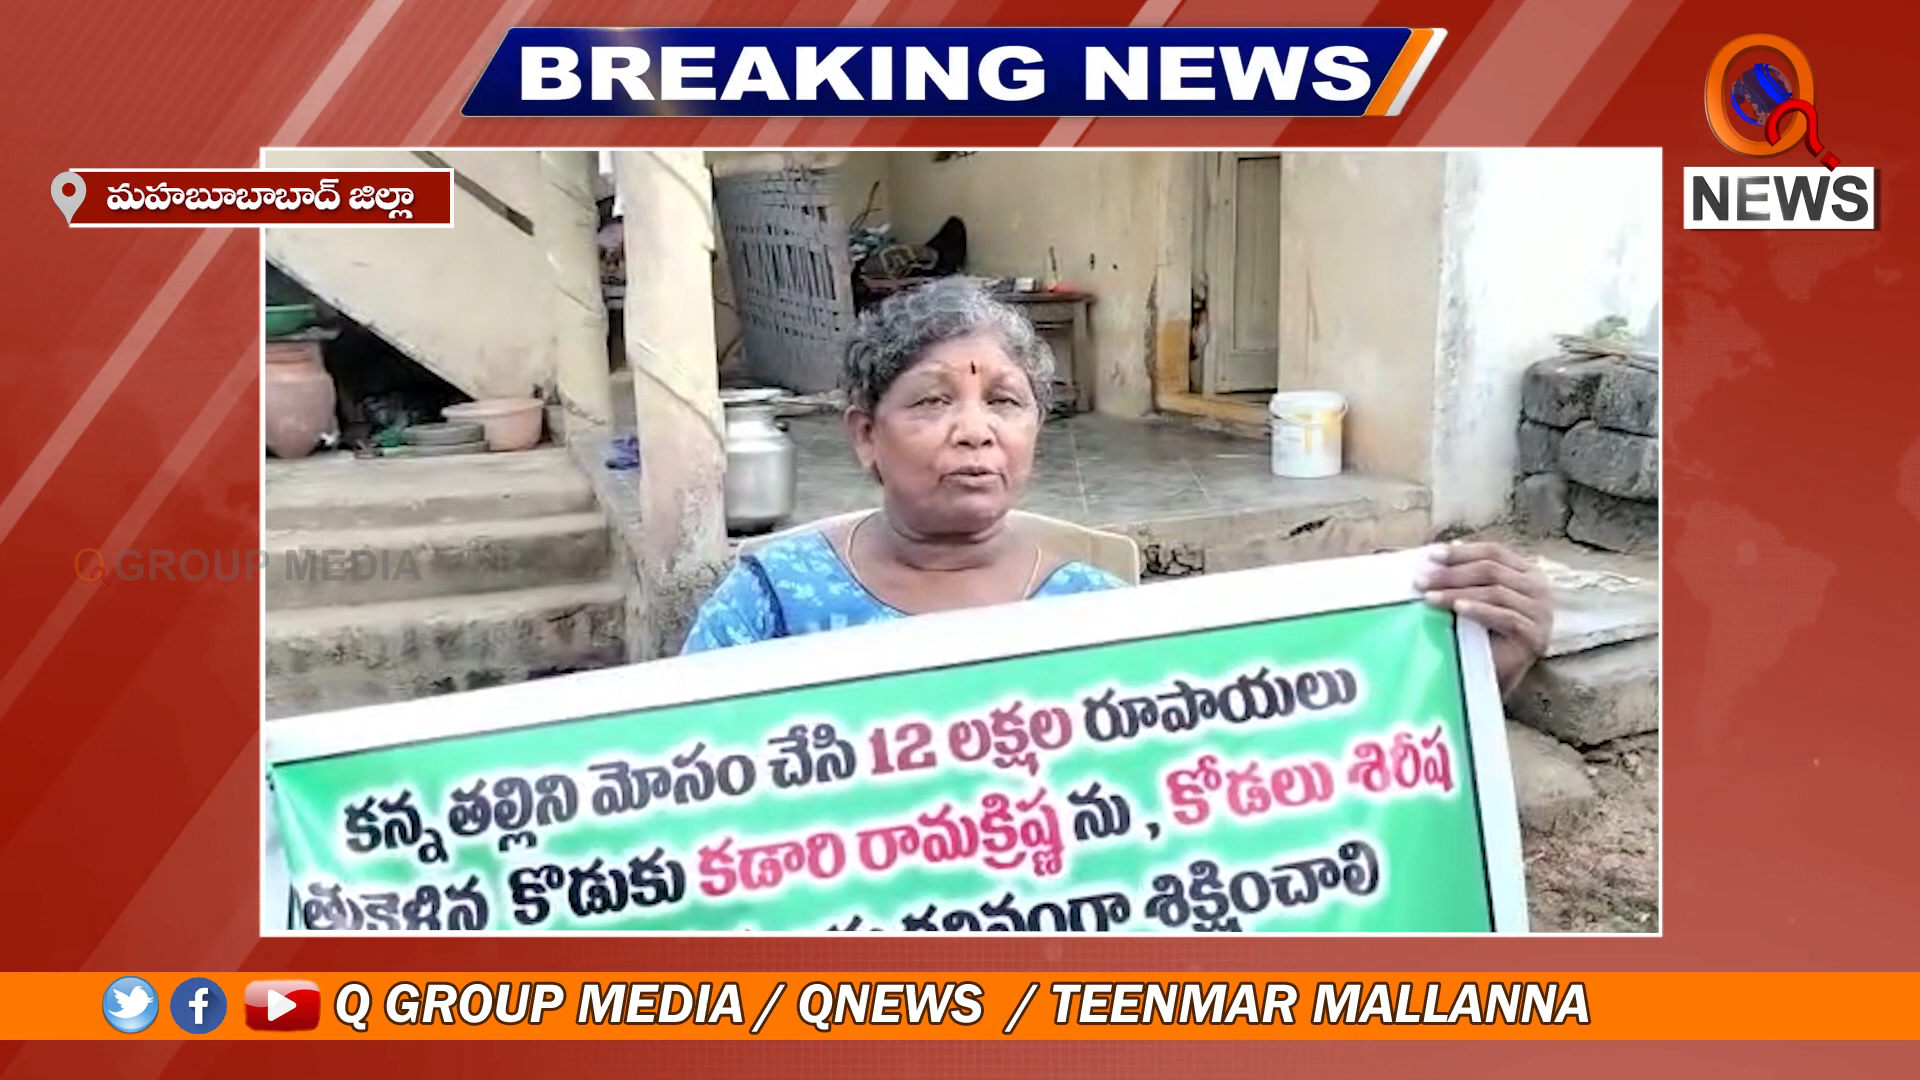 BREAKING NEWS
NEWS
మహబూబాబాద్ జిల్లా
Q GROUP MEDIA
కన్న తల్లిని మోసం చేసి 12 లక్షల రూపాయలు
కొడుకు కడారి రామక్రిష్ణ ను , కోడలు శిరీష
శిక్షించాలి
Q GROUP MEDIA / QNEWS / TEENMAR MALLANNA